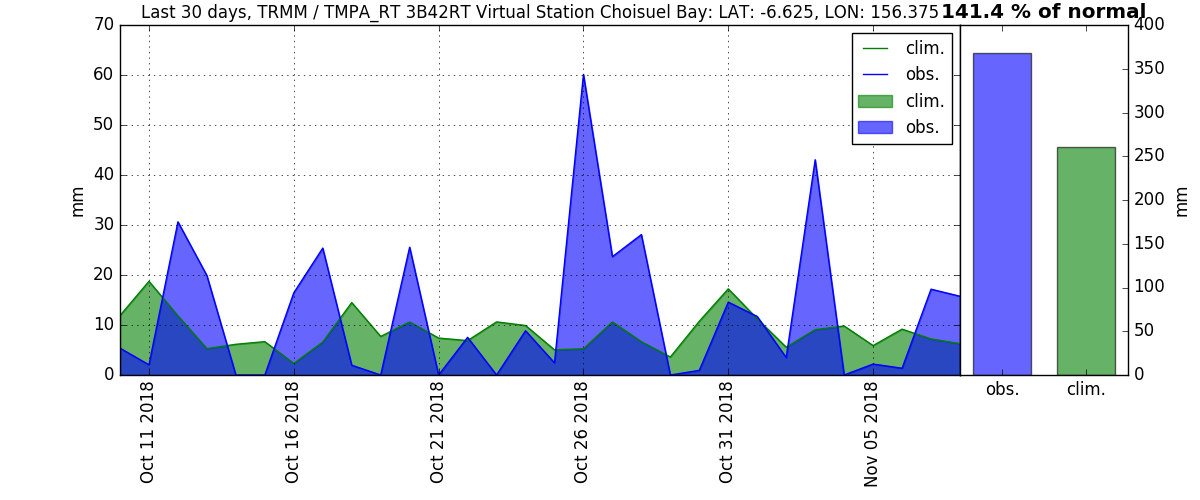 Last 30 days, TRMM / TMPA_RT 3B42RT Virtual Station Choisuel Bay: LAT: -6.625, LON: 156.375
141.4 % of normal
70
60
50
40
30
20
10
0
mm
clim.
obs.
clim.
obs.
Oct 11 2018
Oct 16 2018
Oct 21 2018
Oct 26 2018
Oct 31 2018
Nov 05 2018
400
350
300
250
200
150
100
50
0
mm
obs.
clim.